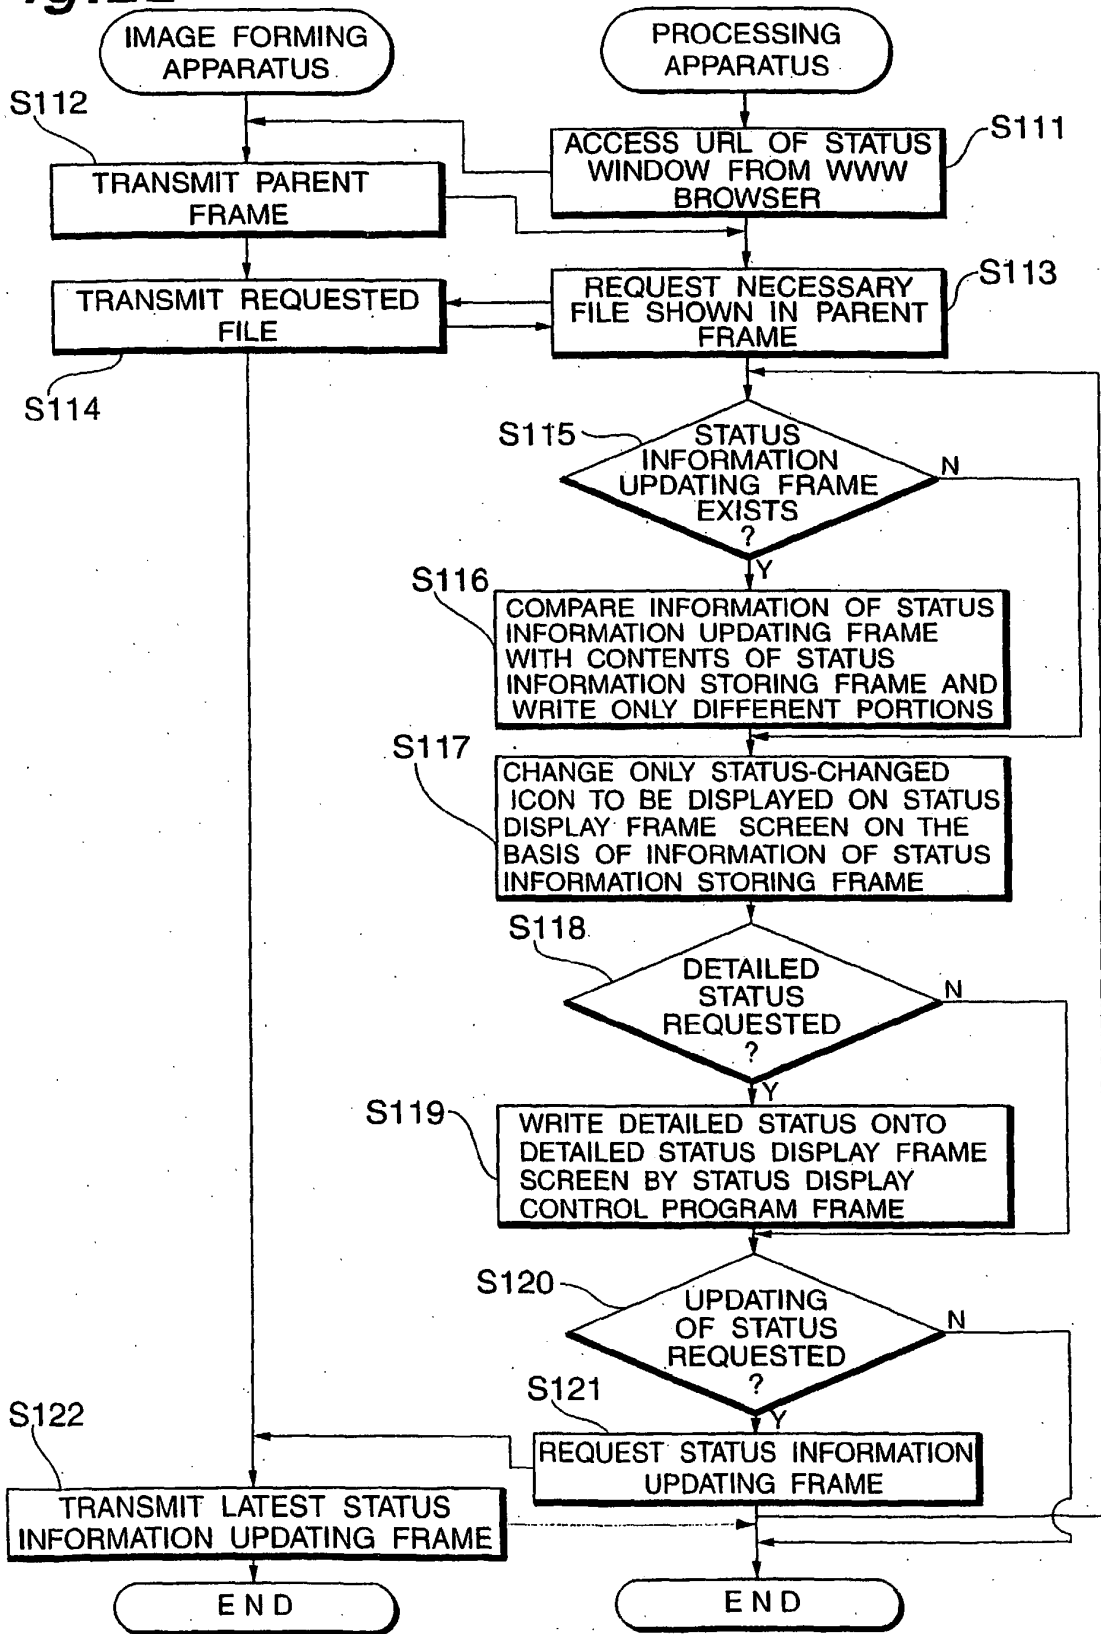 IMAGE FORMING
APPARATUS
PROCESSING
APPARATUS
S112
S111
ACCESS URL OF STATUS
WINDOW FROM WWW
BROWSER
TRANSMIT PARENT
FRAME
S113
REQUEST NECESSARY
FILE SHOWN IN PARENT
FRAME
TRANSMIT REQUESTED
FILE
S114
S115
STATUS
INFORMATION
UPDATING FRAME
EXISTS
?
N
Y
S116
COMPARE INFORMATION OF STATUS
INFORMATION UPDATING FRAME
WITH CONTENTS OF STATUS
INFORMATION STORING FRAME AND
WRITE ONLY DIFFERENT PORTIONS
S117
CHANGE ONLY STATUS-CHANGED
ICON TO BE DISPLAYED ON STATUS
DISPLAY FRAME SCREEN ON THE
BASIS OF INFORMATION OF STATUS
INFORMATION STORING FRAME
S118
DETAILED
STATUS
REQUESTED
?
N
Y
S119
WRITE DETAILED STATUS ONTO
DETAILED STATUS DISPLAY FRAME
SCREEN BY STATUS DISPLAY
CONTROL PROGRAM FRAME
S120
UPDATING
OF STATUS
REQUESTED
?
N
Y
S121
REQUEST STATUS INFORMATION
UPDATING FRAME
S122
TRANSMIT LATEST STATUS
INFORMATION UPDATING FRAME
END
END